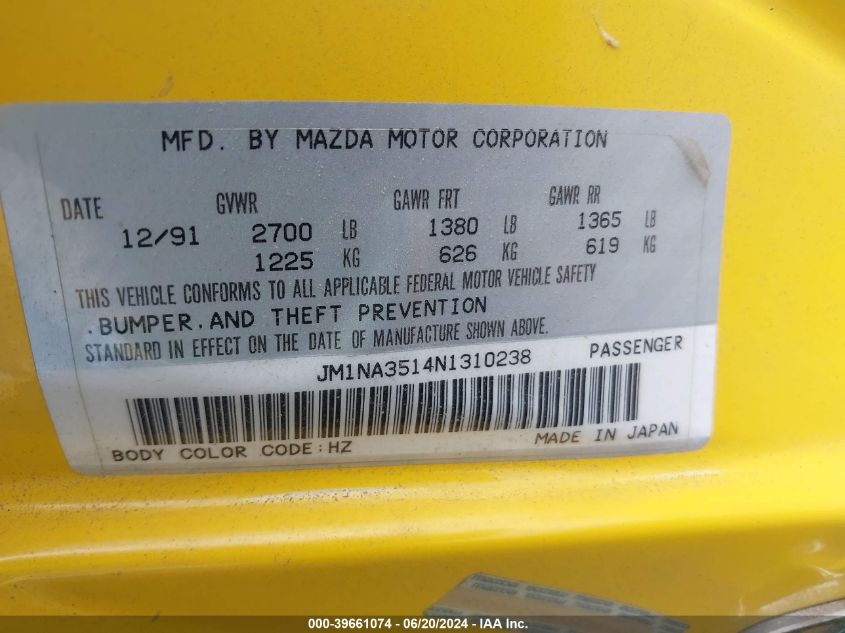 MFD. BY MAZDA MOTOR CORPORATION
DATE GVWR GAWR FRT GAWR RR
12/91 2700 LB 1380 LB 1365 LB
1225 KG 626 KG 619 KG
THIS VEHICLE CONFORMS TO ALL APPLICABLE FEDERAL MOTOR VEHICLE SAFETY
.BUMPER.AND THEFT PREVENTION
STANDARD IN EFFECT ON THE DATE OF MANUFACTURE SHOWN ABOVE.
JM1NA3514N1310238 PASSENGER
BODY COLOR CODE:HZ MADE IN JAPAN
000-39661074 - 06/20/2024 - IAAI.com